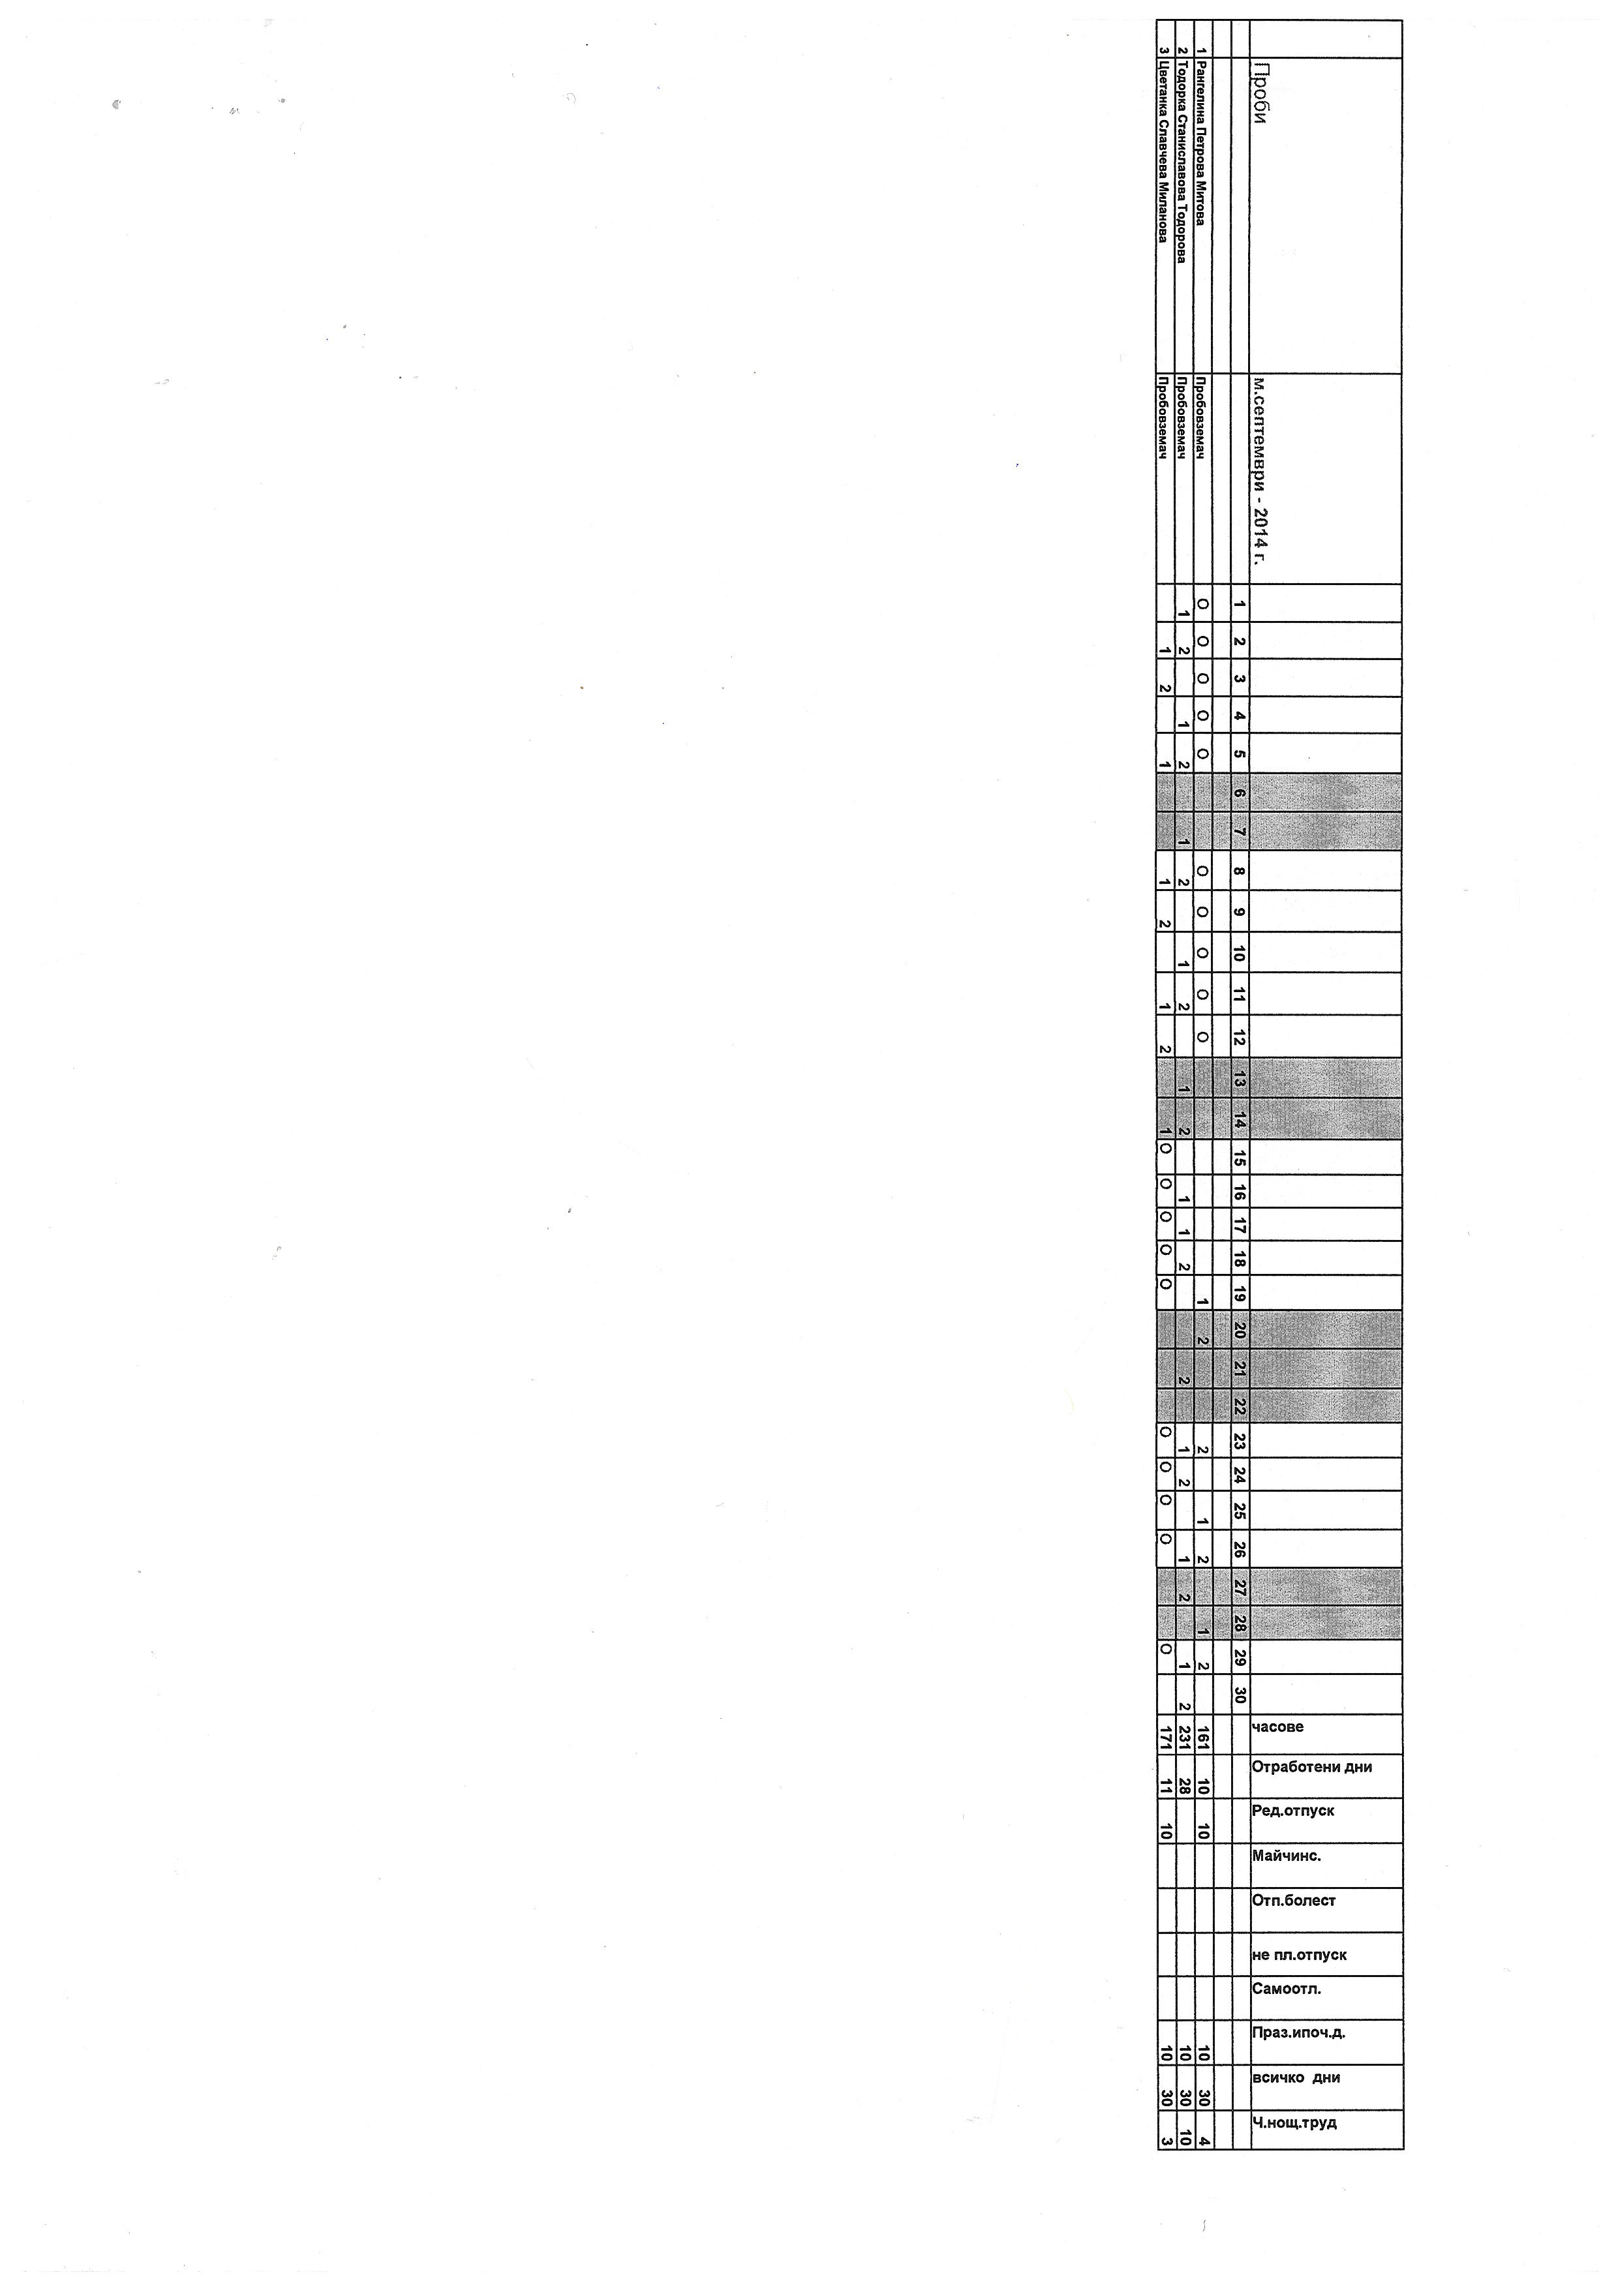 Проби м.септември - 2014 г. часове Отработени дни Ред.отпуск Майчинс. Отп.болест не пл.отпуск Самоотл. Праз.ипоч.д. всичко дни Ч.нощ.труд
1 2 3 4 5 6 7 8 9 10 11 12 13 14 15 16 17 18 19 20 21 22 23 24 25 26 27 28 29 30
1 Рангелина Петрова Митова Пробовземач О О О О О О О О О О 1 2 2 1 2 1 2 161 10 10 10 30 4
2 Тодорка Станиславова Тодорова Пробовземач 1 2 1 2 1 2 1 2 1 2 1 1 2 2 1 2 1 2 1 2 231 28 10 30 10
3 Цветанка Славчева Миланова Пробовземач 1 2 1 1 2 1 2 1 О О О О О О О О О О 171 11 10 10 30 3